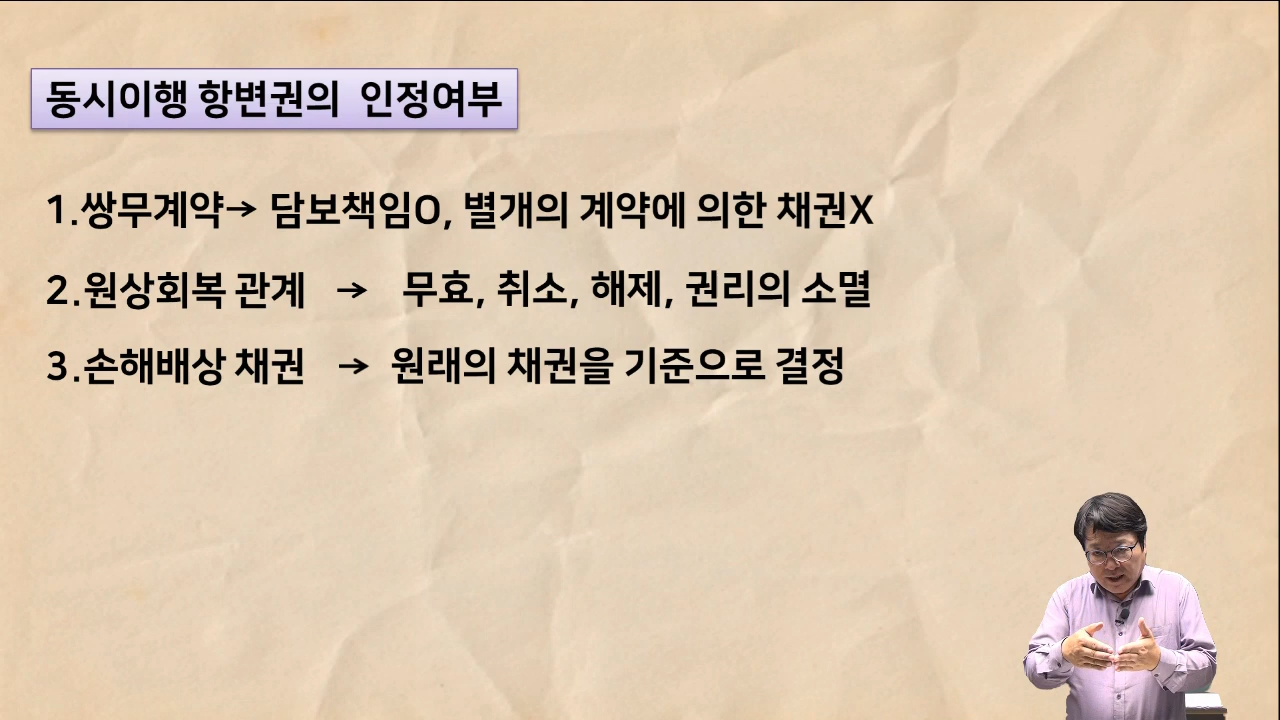 동시이행 항변권의 인정여부
1.쌍무계약→ 담보책임O, 별개의 계약에 의한 채권X
2.원상회복 관계 → 무효, 취소, 해제, 권리의 소멸
3.손해배상 채권 → 원래의 채권을 기준으로 결정